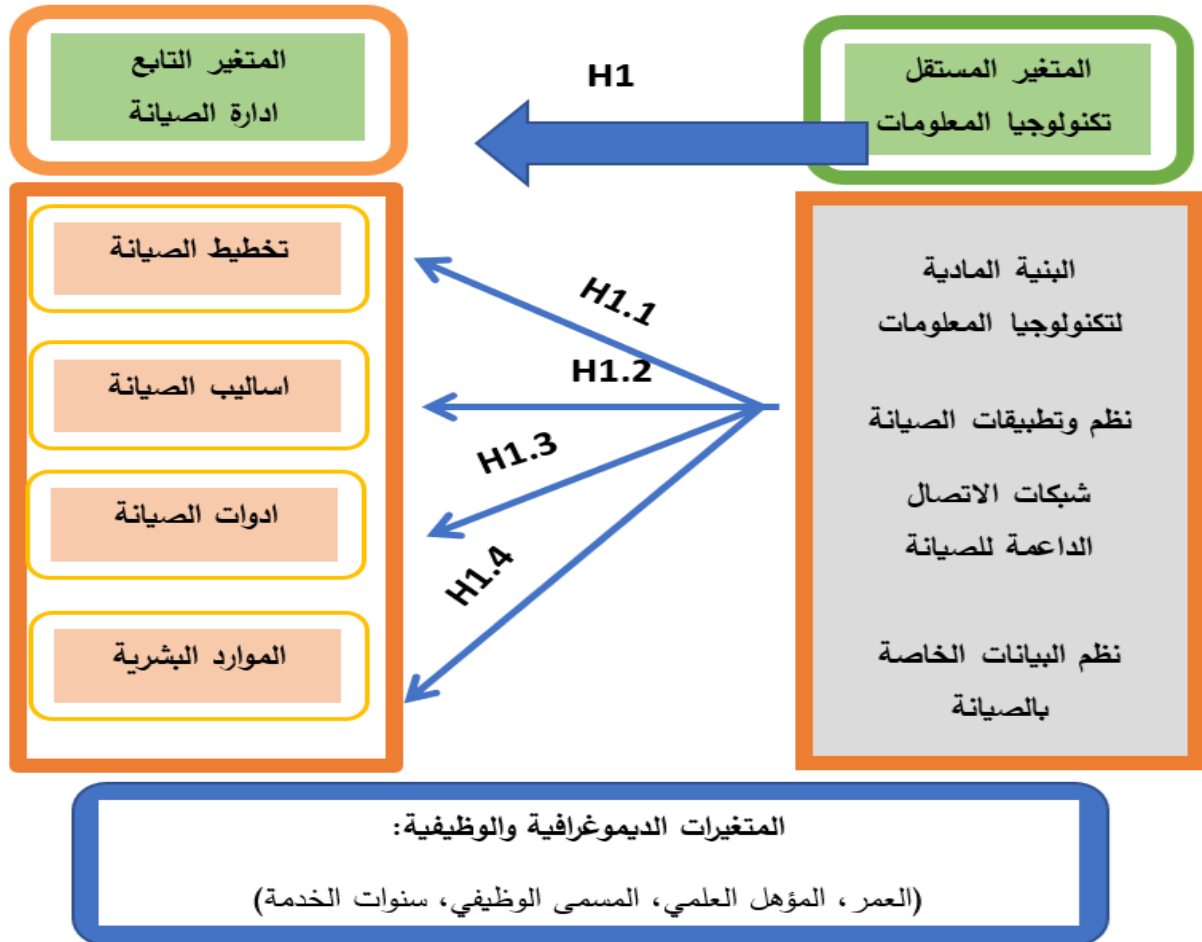 المتغير المستقل
تكنولوجيا المعلومات
H1
المتغير التابع
ادارة الصيانة
البنية المادية
لتكنولوجيا المعلومات
نظم وتطبيقات الصيانة
شبكات الاتصال
الداعمة للصيانة
نظم البيانات الخاصة
بالصيانة
H1.1
H1.2
H1.3
H1.4
تخطيط الصيانة
اساليب الصيانة
ادوات الصيانة
الموارد البشرية
المتغيرات الديموغرافية والوظيفية:
(العمر، المؤهل العلمي، المسمى الوظيفي، سنوات الخدمة)